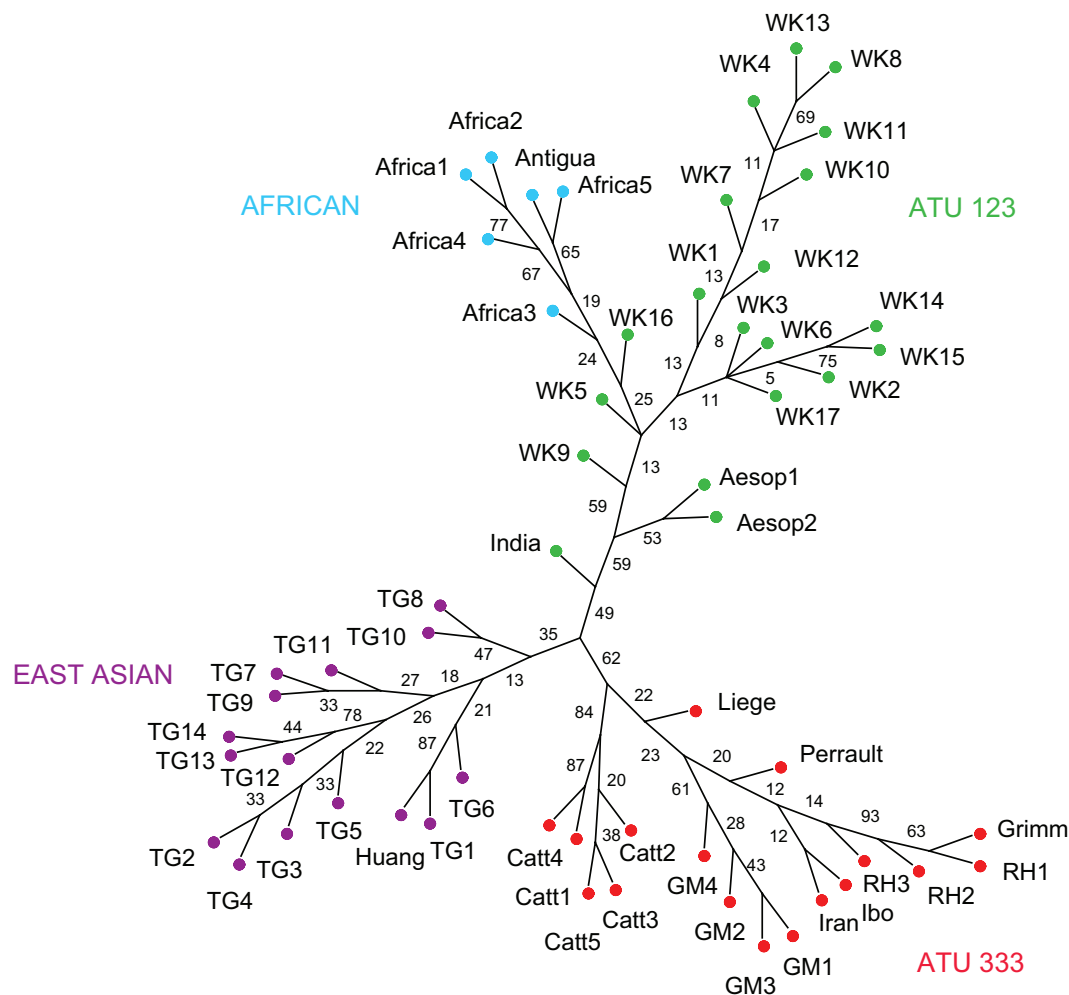 WK13
WK4
WK8
69
Africa2
WK11
Africa1
Antigua
11
WK7
WK10
Africa5
AFRICAN
ATU 123
77
17
Africa4
65
WK1
WK12
67
13
Africa3
19
WK16
WK3
WK14
WK6
8
24
13
75
WK15
WK5
5
WK2
25
11
WK17
13
WK9
13
Aesop1
59
53
Aesop2
India
59
TG8
49
TG10
35
47
62
TG11
EAST ASIAN
TG7
27
18
13
TG9
33
22
Liege
78
26
21
84
TG14
44
TG13
22
23
20
Perrault
TG12
87
87
61
12
33
33
20
14
93
TG5
TG6
28
12
63
Grimm
TG2
TG3
Huang
TG1
Catt4
38
Catt2
43
RH3
RH1
TG4
GM4
RH2
Catt1
Iran
Ibo
Catt3
GM2
Catt5
GM1
GM3
ATU 333